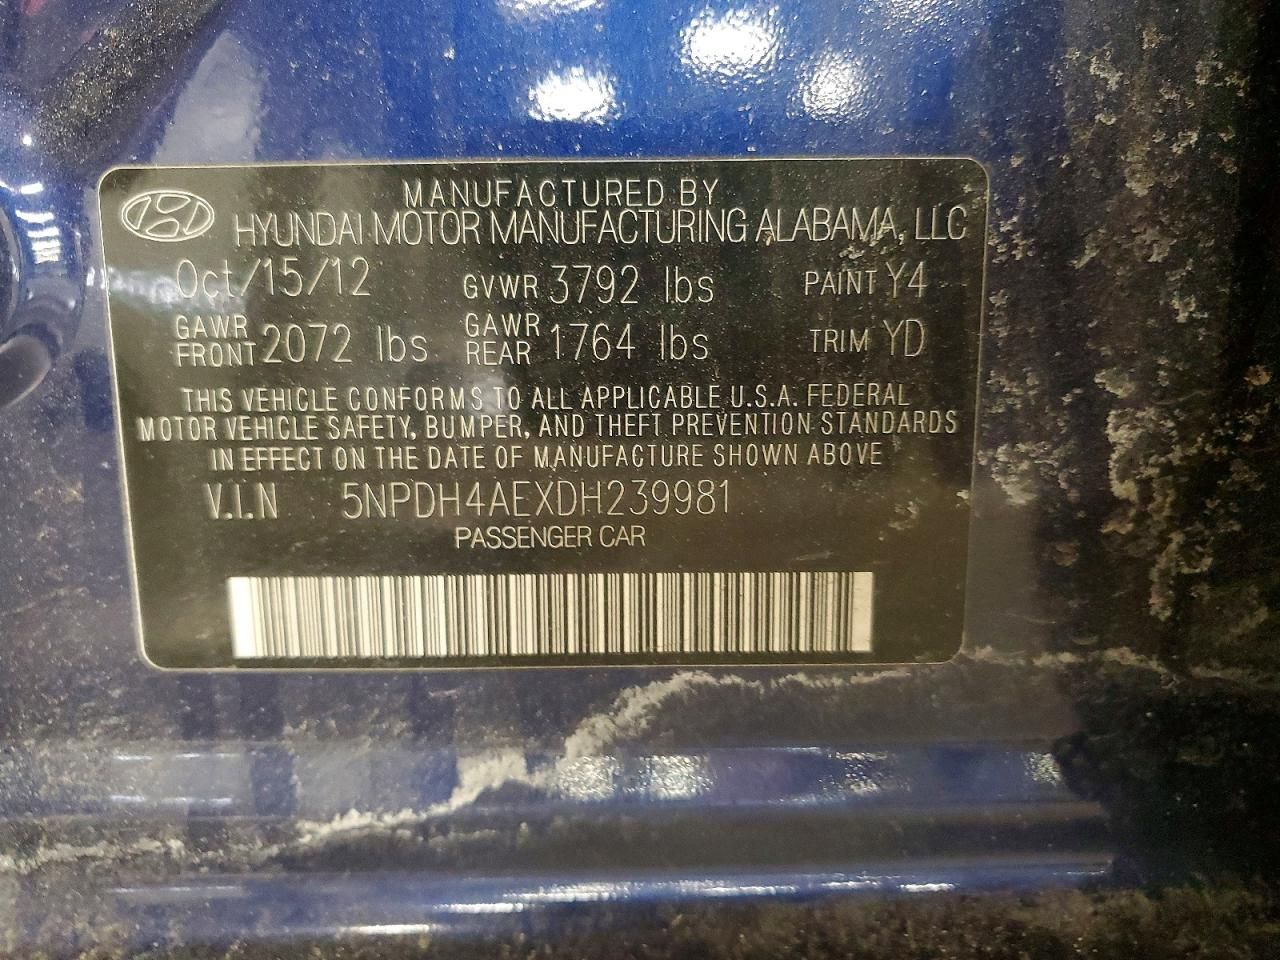 MANUFACTURED BY
HYUNDAI MOTOR MANUFACTURING ALABAMA, LLC
Oct/15/12 GVWR 3792 lbs PAINT Y4
GAWR FRONT 2072 lbs GAWR REAR 1764 lbs TRIM YD
THIS VEHICLE CONFORMS TO ALL APPLICABLE U.S.A. FEDERAL
MOTOR VEHICLE SAFETY, BUMPER, AND THEFT PREVENTION STANDARDS
IN EFFECT ON THE DATE OF MANUFACTURE SHOWN ABOVE
V.I.N 5NPDH4AEXDH239981
PASSENGER CAR